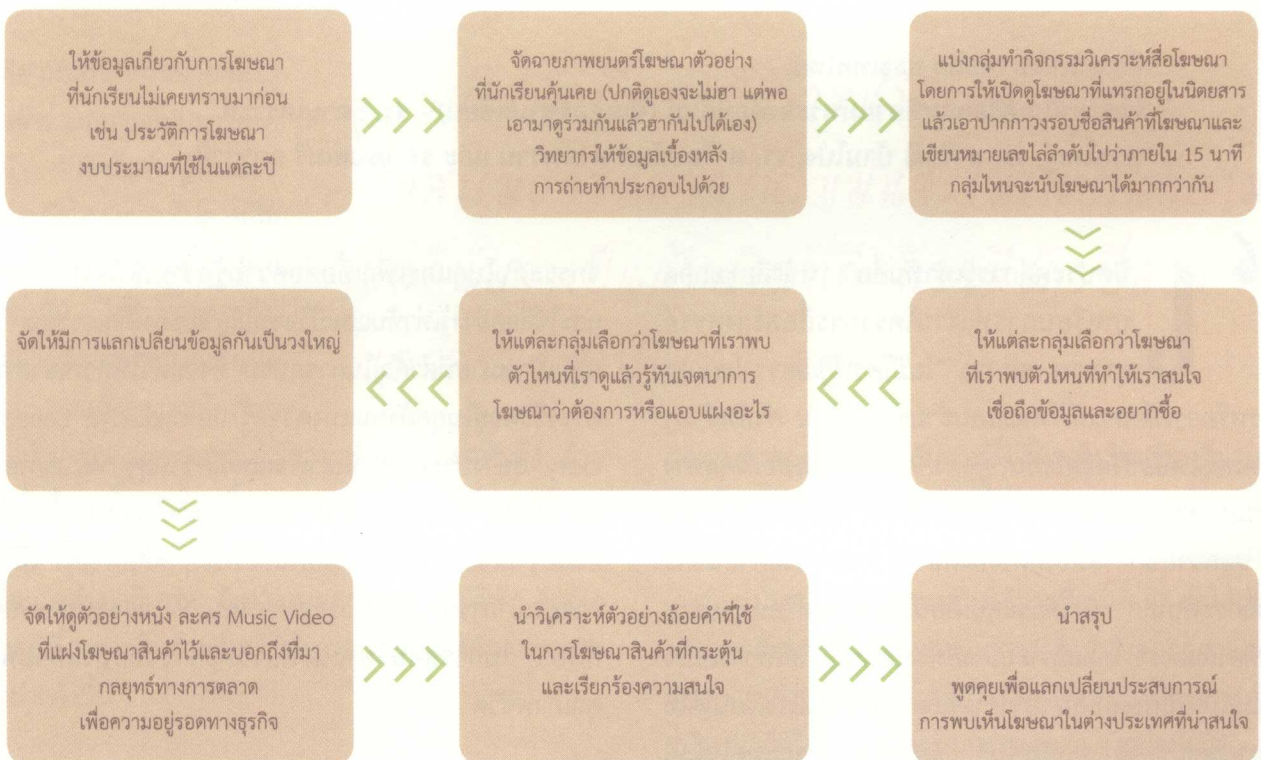 ให้ข้อมูลเกี่ยวกับการโฆษณา
ที่นักเรียนไม่เคยทราบมาก่อน
เช่น ประวัติการโฆษณา
งบประมาณที่ใช้ในแต่ละปี
จัดฉายภาพยนตร์โฆษณาตัวอย่าง
ที่นักเรียนคุ้นเคย (ปกติดูเองจะไม่ฮา แต่พอ
เอามาดูร่วมกันแล้วฮากันไปได้เอง)
วิทยากรให้ข้อมูลเบื้องหลัง
การถ่ายทำประกอบไปด้วย
แบ่งกลุ่มทำกิจกรรมวิเคราะห์สื่อโฆษณา
โดยการให้เปิดดูโฆษณาที่แทรกอยู่ในนิตยสาร
แล้วเอาปากกาวงรอบชื่อสินค้าที่โฆษณาและ
เขียนหมายเลขไล่ลำดับไปว่าภายใน 15 นาที
กลุ่มไหนจะนับโฆษณาได้มากกว่ากัน
ให้แต่ละกลุ่มเลือกว่าโฆษณา
ที่เราพบตัวไหนที่ทำให้เราสนใจ
เชื่อถือข้อมูลและอยากซื้อ
ให้แต่ละกลุ่มเลือกว่าโฆษณาที่เราพบ
ตัวไหนที่เราดูแล้วรู้ทันเจตนาการ
โฆษณาว่าต้องการหรือแอบแฝงอะไร
จัดให้มีการแลกเปลี่ยนข้อมูลกันเป็นวงใหญ่
จัดให้ดูตัวอย่างหนัง ละคร Music Video
ที่แฝงโฆษณาสินค้าไว้และบอกถึงที่มา
กลยุทธ์ทางการตลาด
เพื่อความอยู่รอดทางธุรกิจ
นำวิเคราะห์ตัวอย่างถ้อยคำที่ใช้
ในการโฆษณาสินค้าที่กระตุ้น
และเรียกร้องความสนใจ
นำสรุป
พูดคุยเพื่อแลกเปลี่ยนประสบการณ์
การพบเห็นโฆษณาในต่างประเทศที่น่าสนใจ